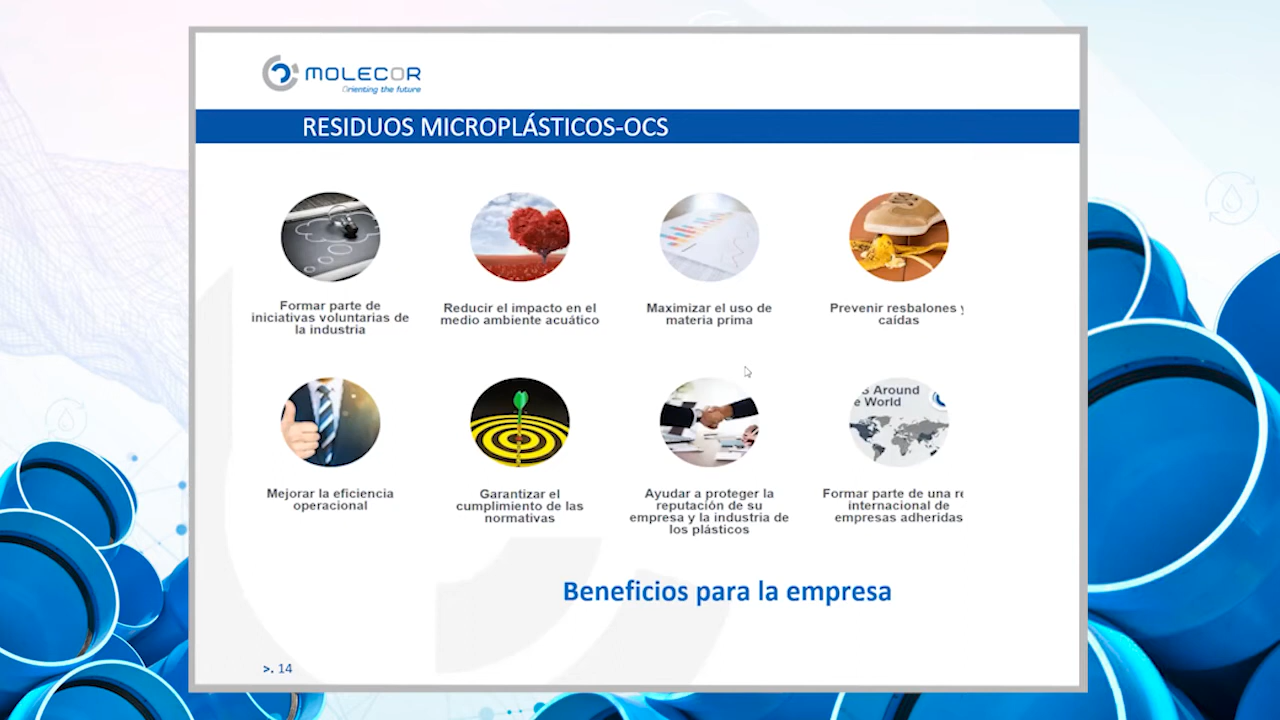 MOLECOR
Orienting the future
RESIDUOS MICROPLÁSTICOS-OCS
Formar parte de
iniciativas voluntarias de
la industria
Reducir el impacto en el
medio ambiente acuático
Maximizar el uso de
materia prima
Prevenir resbalones y
caídas
Mejorar la eficiencia
operacional
Garantizar el
cumplimiento de las
normativas
Ayudar a proteger la
reputación de su
empresa y la industria de
los plásticos
s Around
e World
Formar parte de una re
internacional de
empresas adheridas
Beneficios para la empresa
>. 14